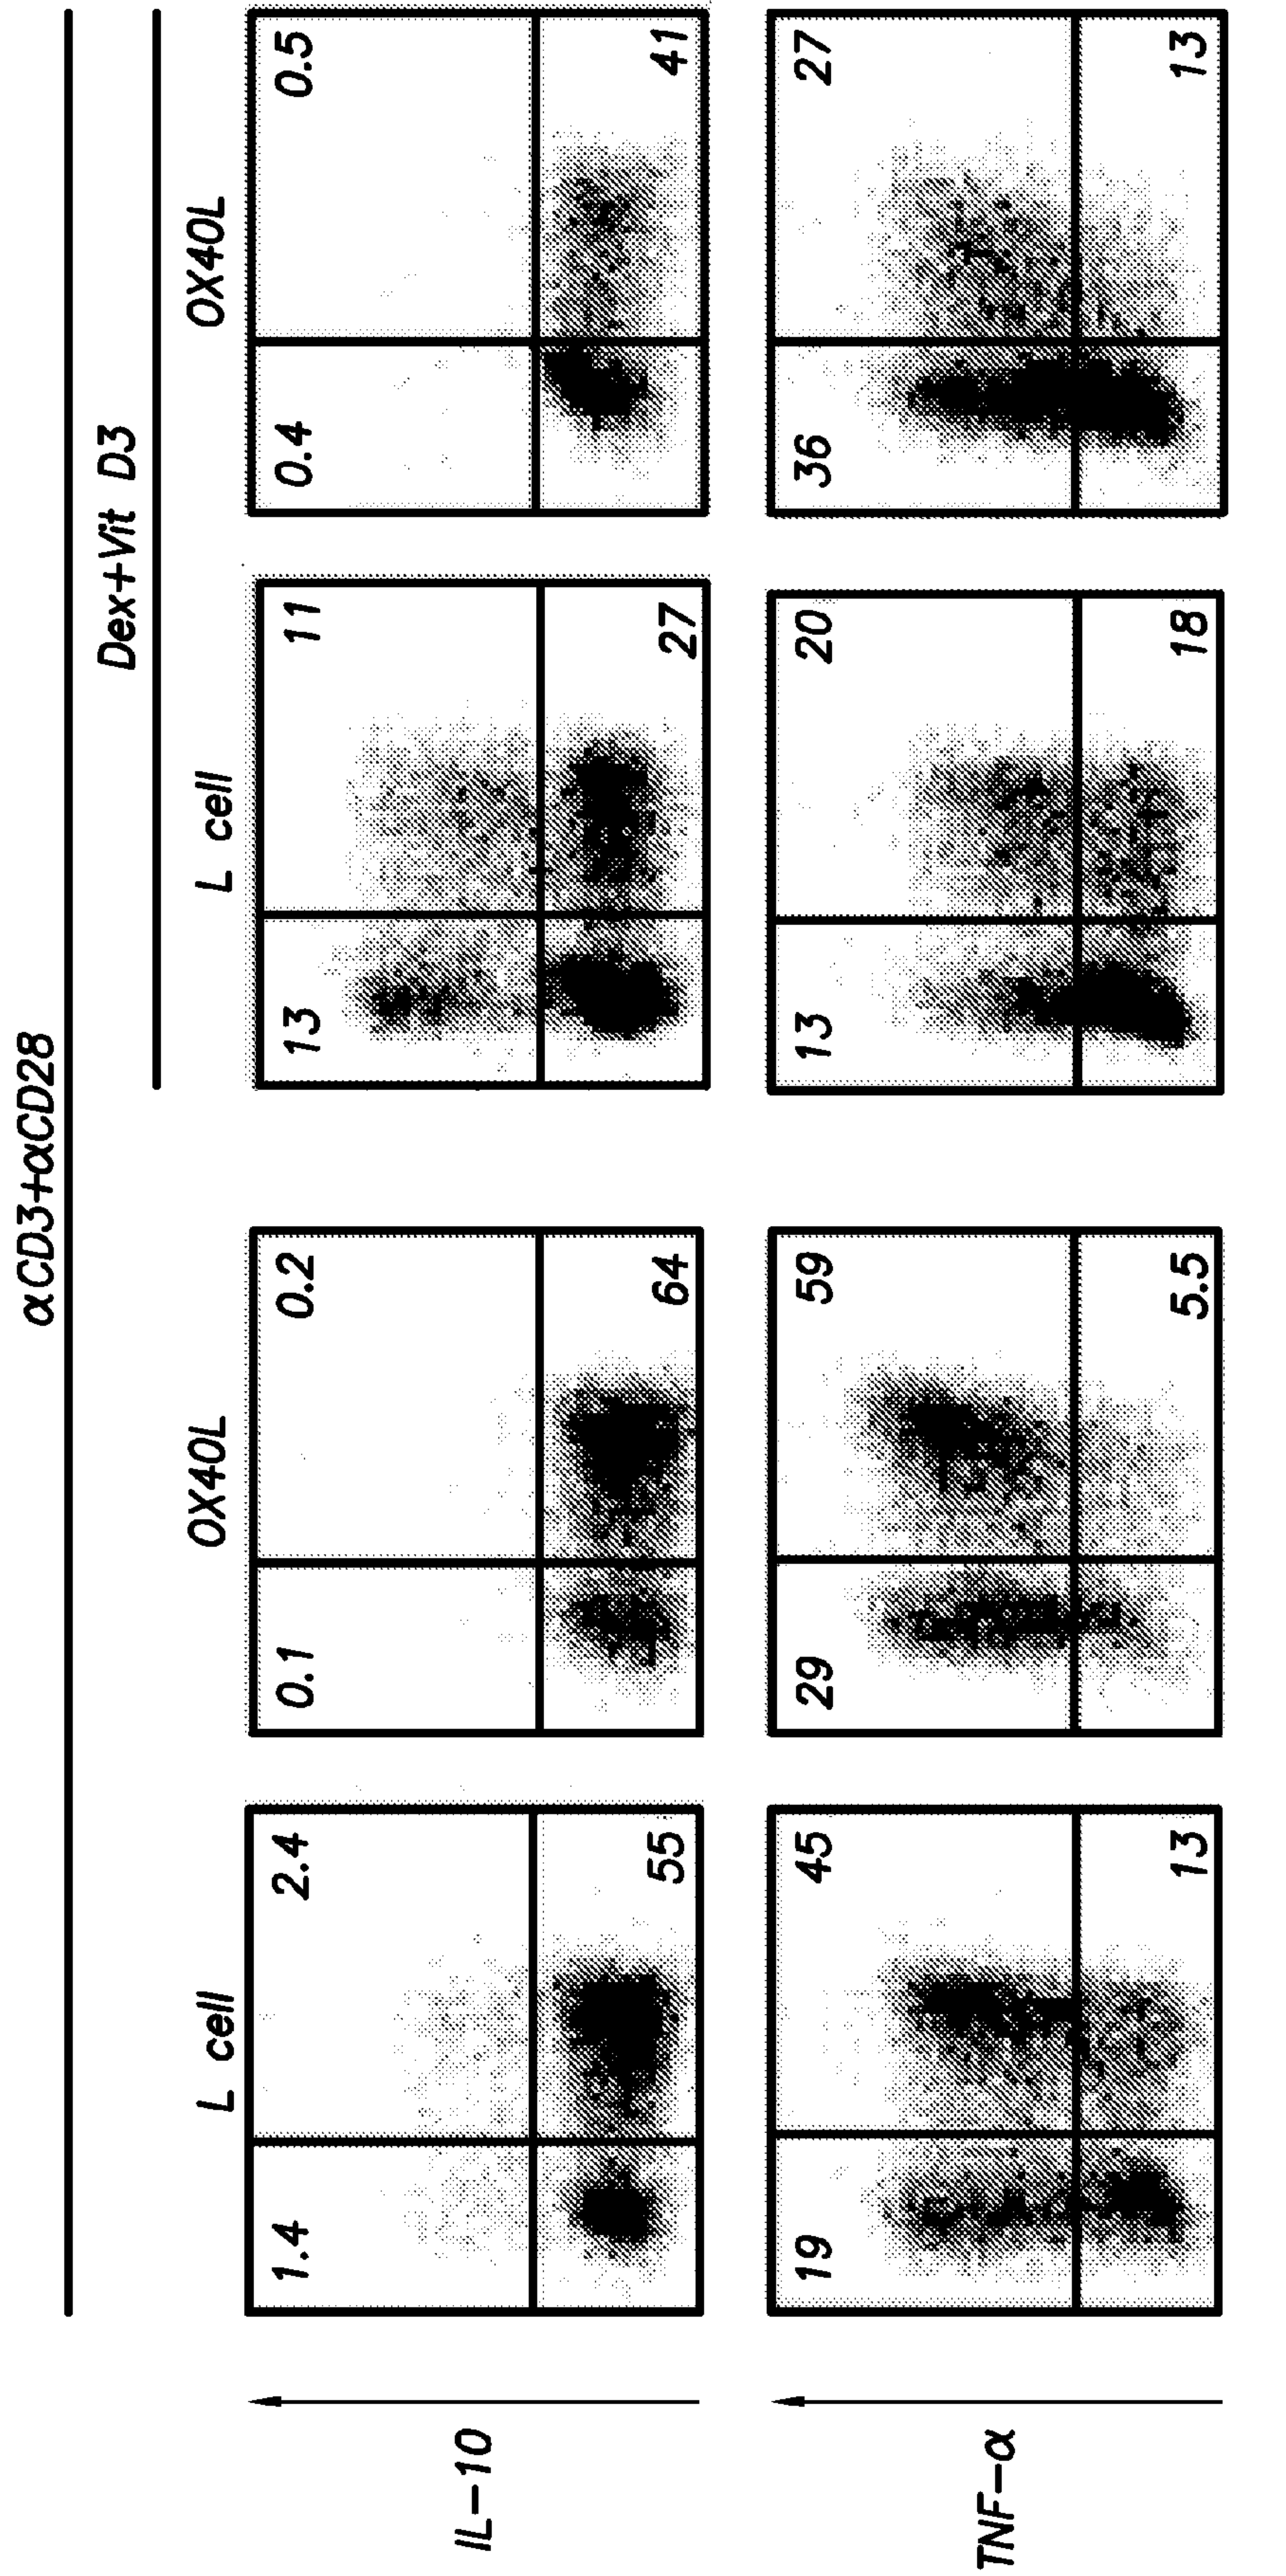 αCD3+αCD28
Dex+Vit D3
L cell OX40L L cell OX40L
IL-10
1.4 2.4 0.1 0.2 13 11 0.4 0.5
55 64 27 41
TNF-α
19 45 29 59 13 20 36 27
13 5.5 18 13